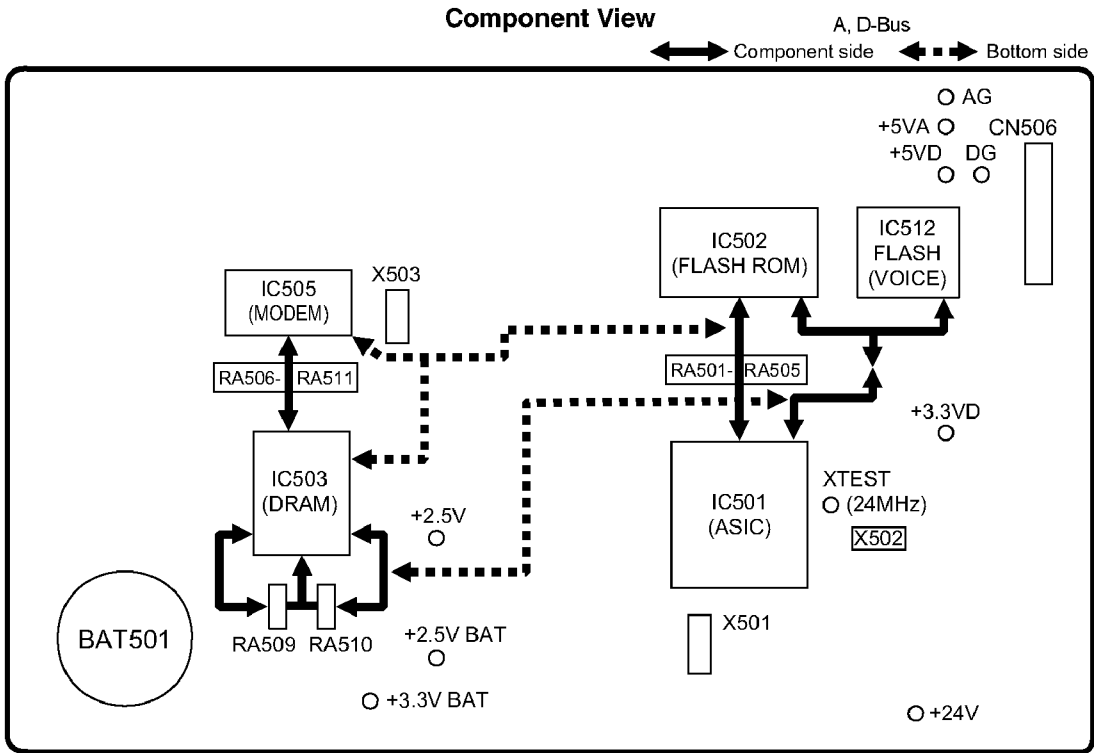 Component View
A, D-Bus
Component side
Bottom side
AG
+5VA
CN506
+5VD
DG
IC502
(FLASH ROM)
IC512
FLASH
(VOICE)
X503
IC505
(MODEM)
RA506-
RA511
RA501-
RA505
+3.3VD
IC503
(DRAM)
IC501
(ASIC)
XTEST
(24MHz)
X502
+2.5V
BAT501
RA509
RA510
+2.5V BAT
X501
+3.3V BAT
+24V